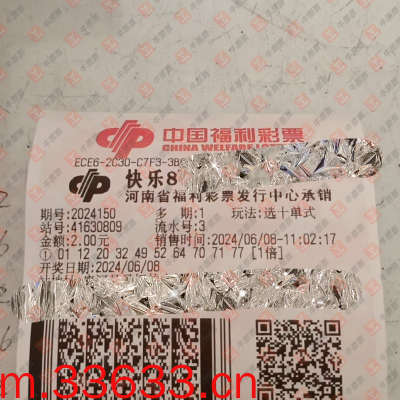 中国福利彩票
CHINA WELFARE LOTTERY
ECE6-2C30-C7F3-3B
快乐8
河南省福利彩票发行中心承销
期号:2024150 多 期:1 玩法:选十单式
站号:41630809 流水号:3
金额:2.00元 销售时间:2024/06/08-11:02:17
① 01 12 20 32 49 52 64 70 71 77 [1倍]
开奖日期:2024/06/08
m.33633.cn